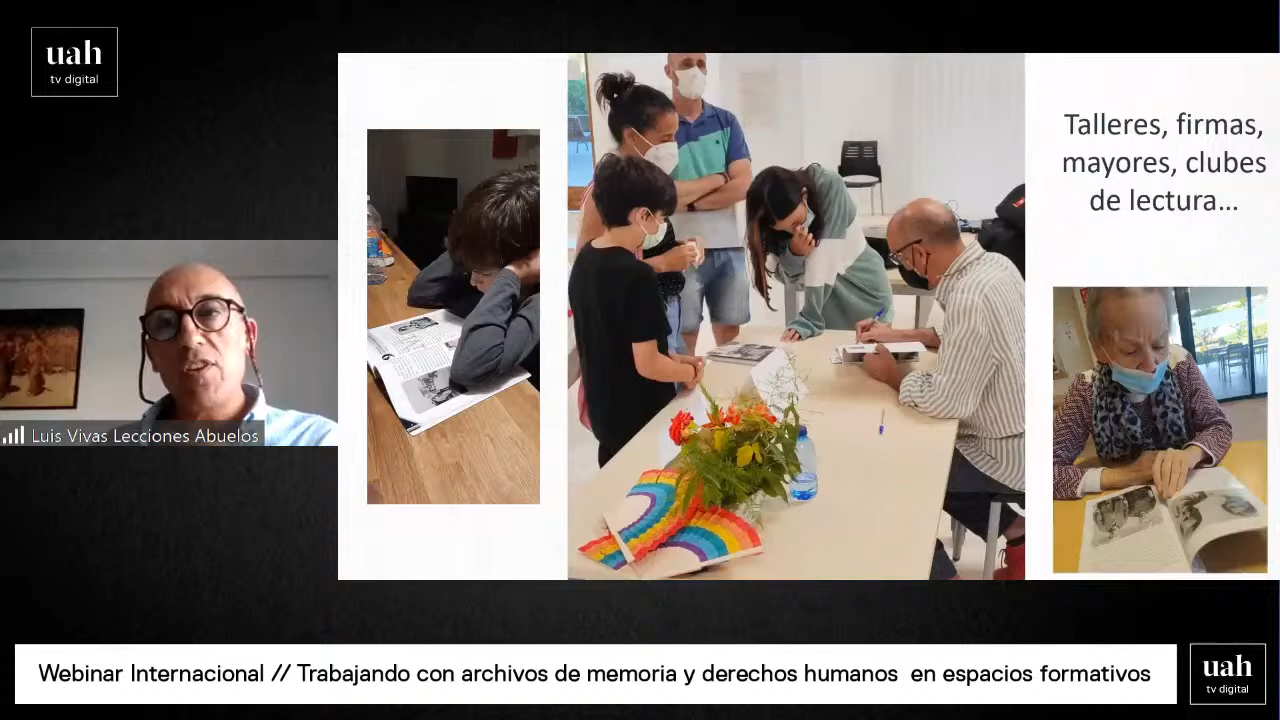 uah
tv digital
Talleres, firmas,
mayores, clubes
de lectura...
Luis Vivas Lecciones Abuelos
Webinar Internacional // Trabajando con archivos de memoria y derechos humanos en espacios formativos
uah
tv digital